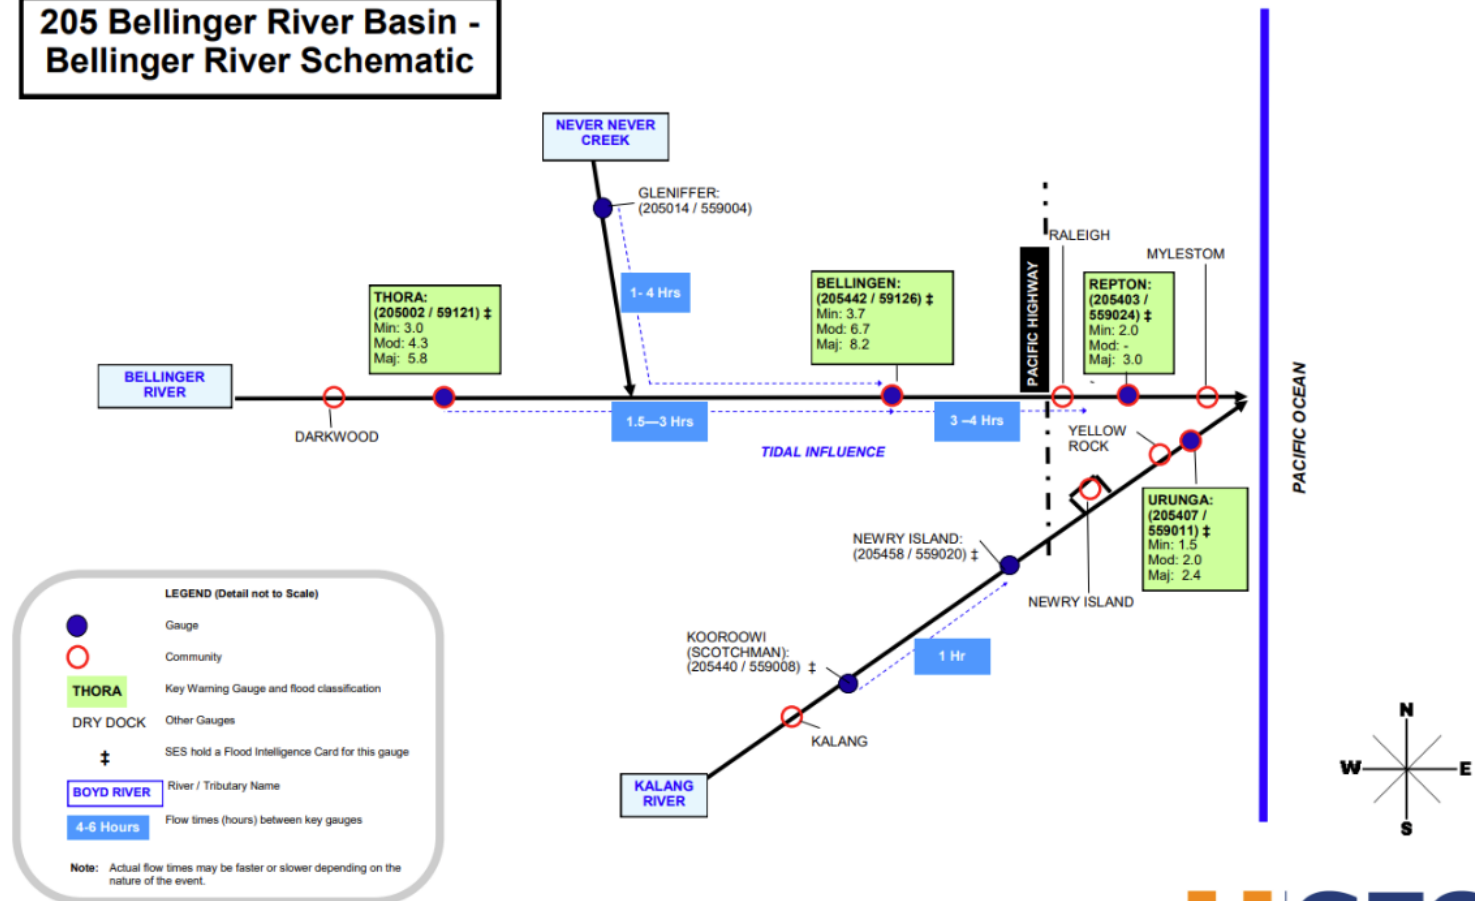 205 Bellinger River Basin -
Bellinger River Schematic
NEVER NEVER
CREEK
GLENIFFER:
(205014 / 559004)
1- 4 Hrs
THORA:
(205002 / 59121) ‡
Min: 3.0
Mod: 4.3
Maj: 5.8
BELLINGEN:
(205442 / 59126) ‡
Min: 3.7
Mod: 6.7
Maj: 8.2
PACIFIC HIGHWAY
RALEIGH
MYLESTOM
REPTON:
(205403 /
559024) ‡
Min: 2.0
Mod: -
Maj: 3.0
BELLINGER
RIVER
DARKWOOD
1.5—3 Hrs
3 –4 Hrs
TIDAL INFLUENCE
YELLOW
ROCK
PACIFIC OCEAN
URUNGA:
(205407 /
559011) ‡
Min: 1.5
Mod: 2.0
Maj: 2.4
NEWRY ISLAND:
(205458 / 559020) ‡
NEWRY ISLAND
KOOROOWI
(SCOTCHMAN):
(205440 / 559008) ‡
1 Hr
KALANG
KALANG
RIVER
LEGEND (Detail not to Scale)
Gauge
Community
THORA Key Warning Gauge and flood classification
DRY DOCK Other Gauges
‡ SES hold a Flood Intelligence Card for this gauge
BOYD RIVER River / Tributary Name
4-6 Hours Flow times (hours) between key gauges
Note: Actual flow times may be faster or slower depending on the
nature of the event.
N
W E
S